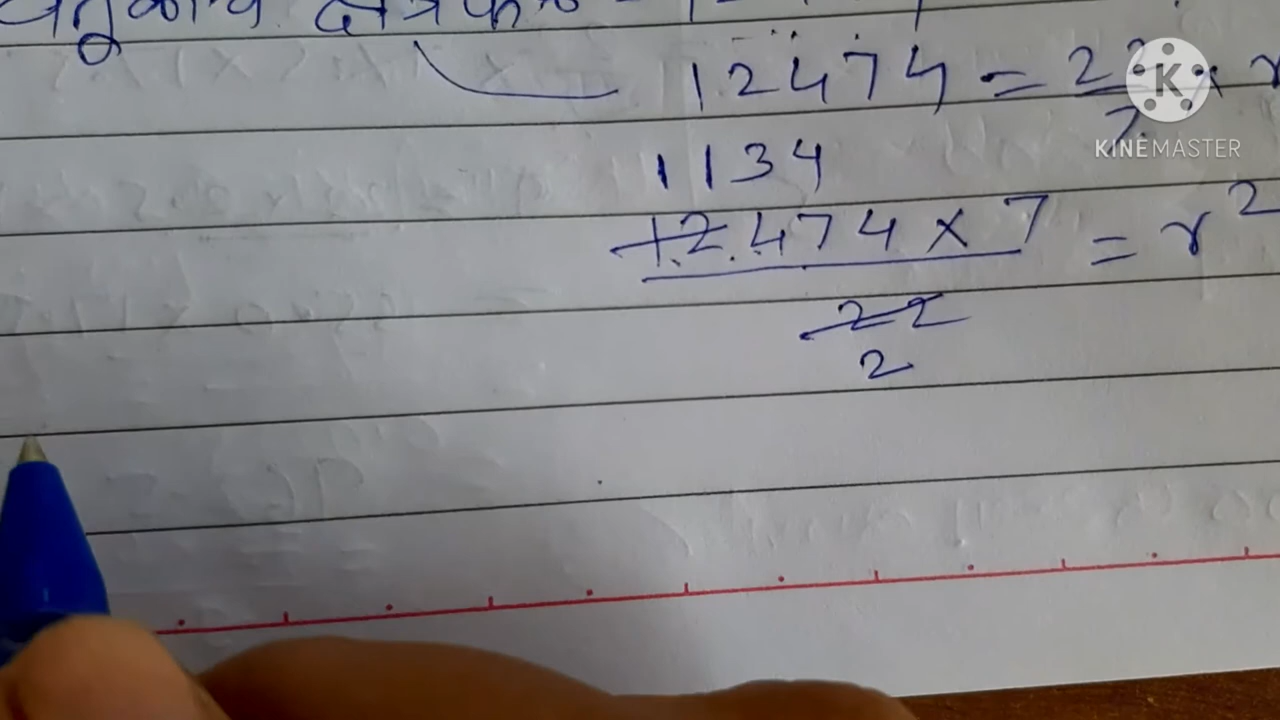 12474 = 22/7 × r
1134
12474 × 7 = r²
22
2
K
KINEMASTER